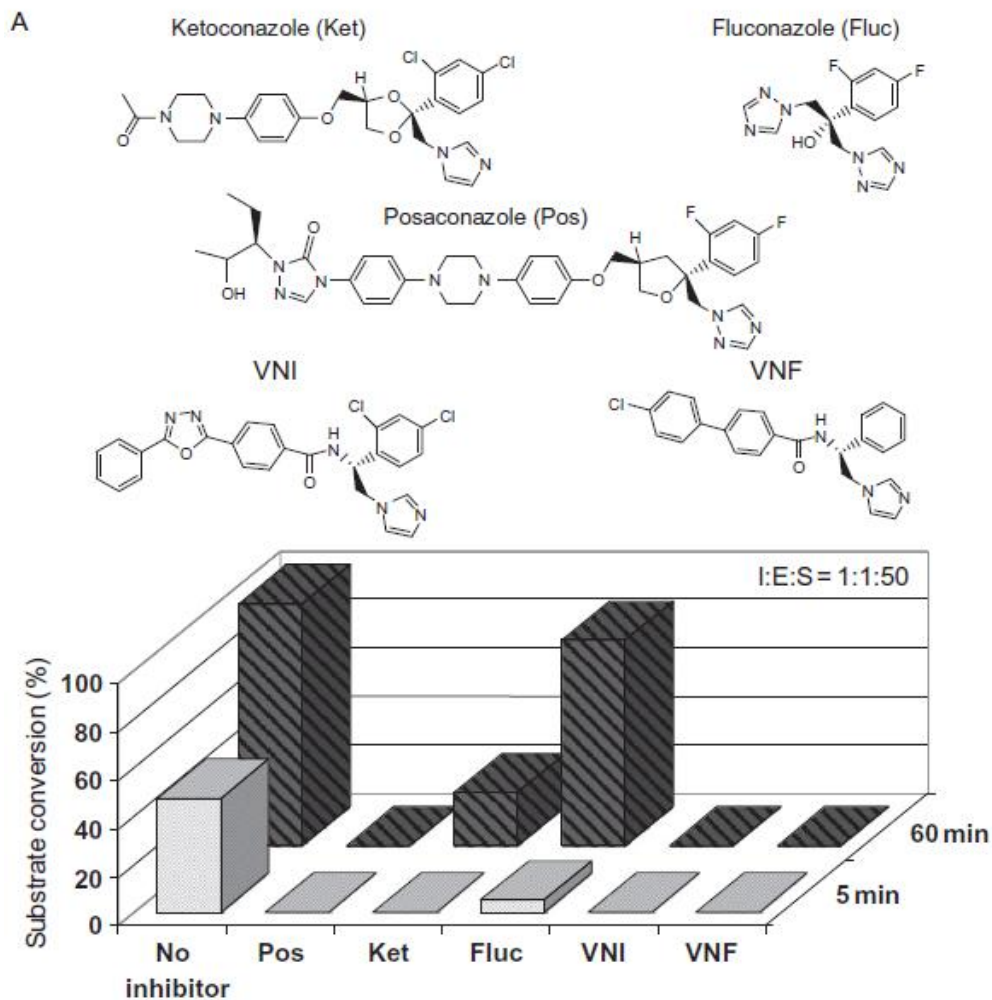 A
Ketoconazole (Ket)
Fluconazole (Fluc)
Cl
Cl
H
O
O
N
N
O
O
N
N
F
F
N
N
N
HO
N
N
N
Posaconazole (Pos)
F
F
H
O
N
N
N
OH
N
N
O
O
N
N
N
VNI
VNF
N
N
O
Cl
Cl
H
N
O
N
N
Cl
H
N
O
N
N
I:E:S = 1:1:50
Substrate conversion (%)
100
80
60
40
20
0
60 min
5 min
No inhibitor
Pos
Ket
Fluc
VNI
VNF